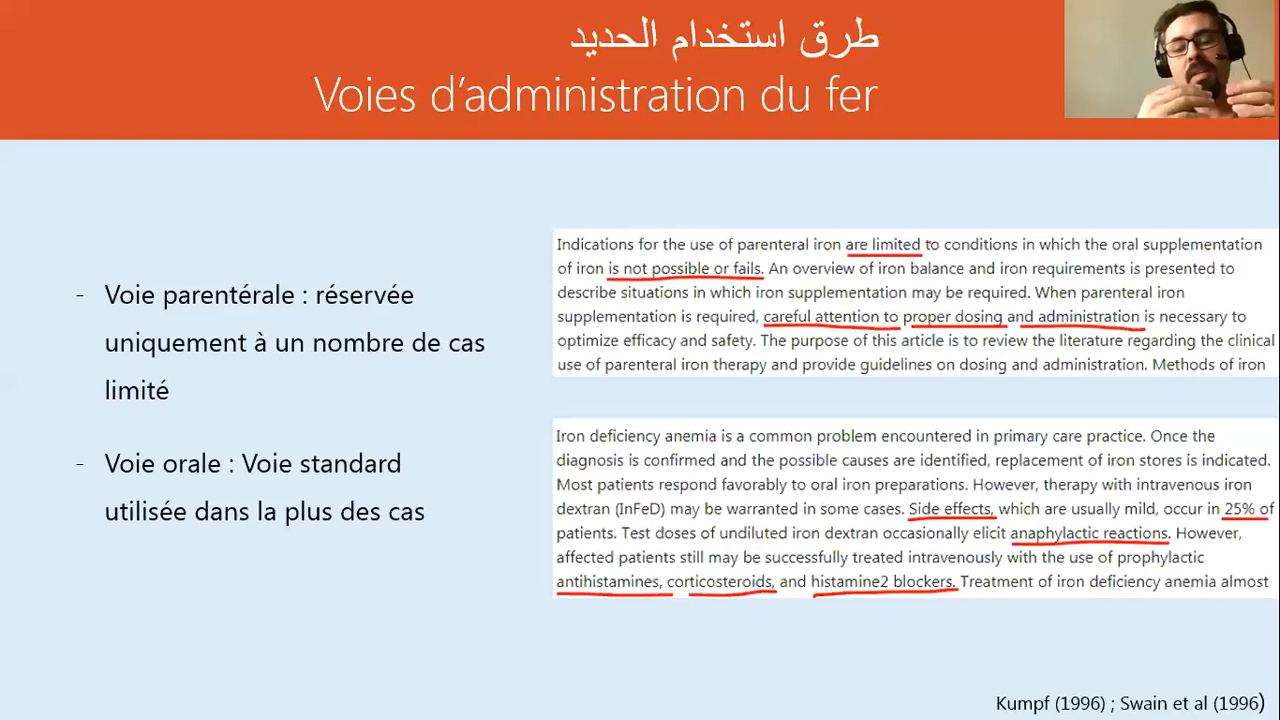 طرق استخدام الحديد
Voies d’administration du fer
- Voie parentérale : réservée
uniquement à un nombre de cas
limité
- Voie orale : Voie standard
utilisée dans la plus des cas
Indications for the use of parenteral iron are limited to conditions in which the oral supplementation
of iron is not possible or fails. An overview of iron balance and iron requirements is presented to
describe situations in which iron supplementation may be required. When parenteral iron
supplementation is required, careful attention to proper dosing and administration is necessary to
optimize efficacy and safety. The purpose of this article is to review the literature regarding the clinical
use of parenteral iron therapy and provide guidelines on dosing and administration. Methods of iron
Iron deficiency anemia is a common problem encountered in primary care practice. Once the
diagnosis is confirmed and the possible causes are identified, replacement of iron stores is indicated.
Most patients respond favorably to oral iron preparations. However, therapy with intravenous iron
dextran (InFeD) may be warranted in some cases. Side effects, which are usually mild, occur in 25% of
patients. Test doses of undiluted iron dextran occasionally elicit anaphylactic reactions. However,
affected patients still may be successfully treated intravenously with the use of prophylactic
antihistamines, corticosteroids, and histamine2 blockers. Treatment of iron deficiency anemia almost
Kumpf (1996) ; Swain et al (1996)